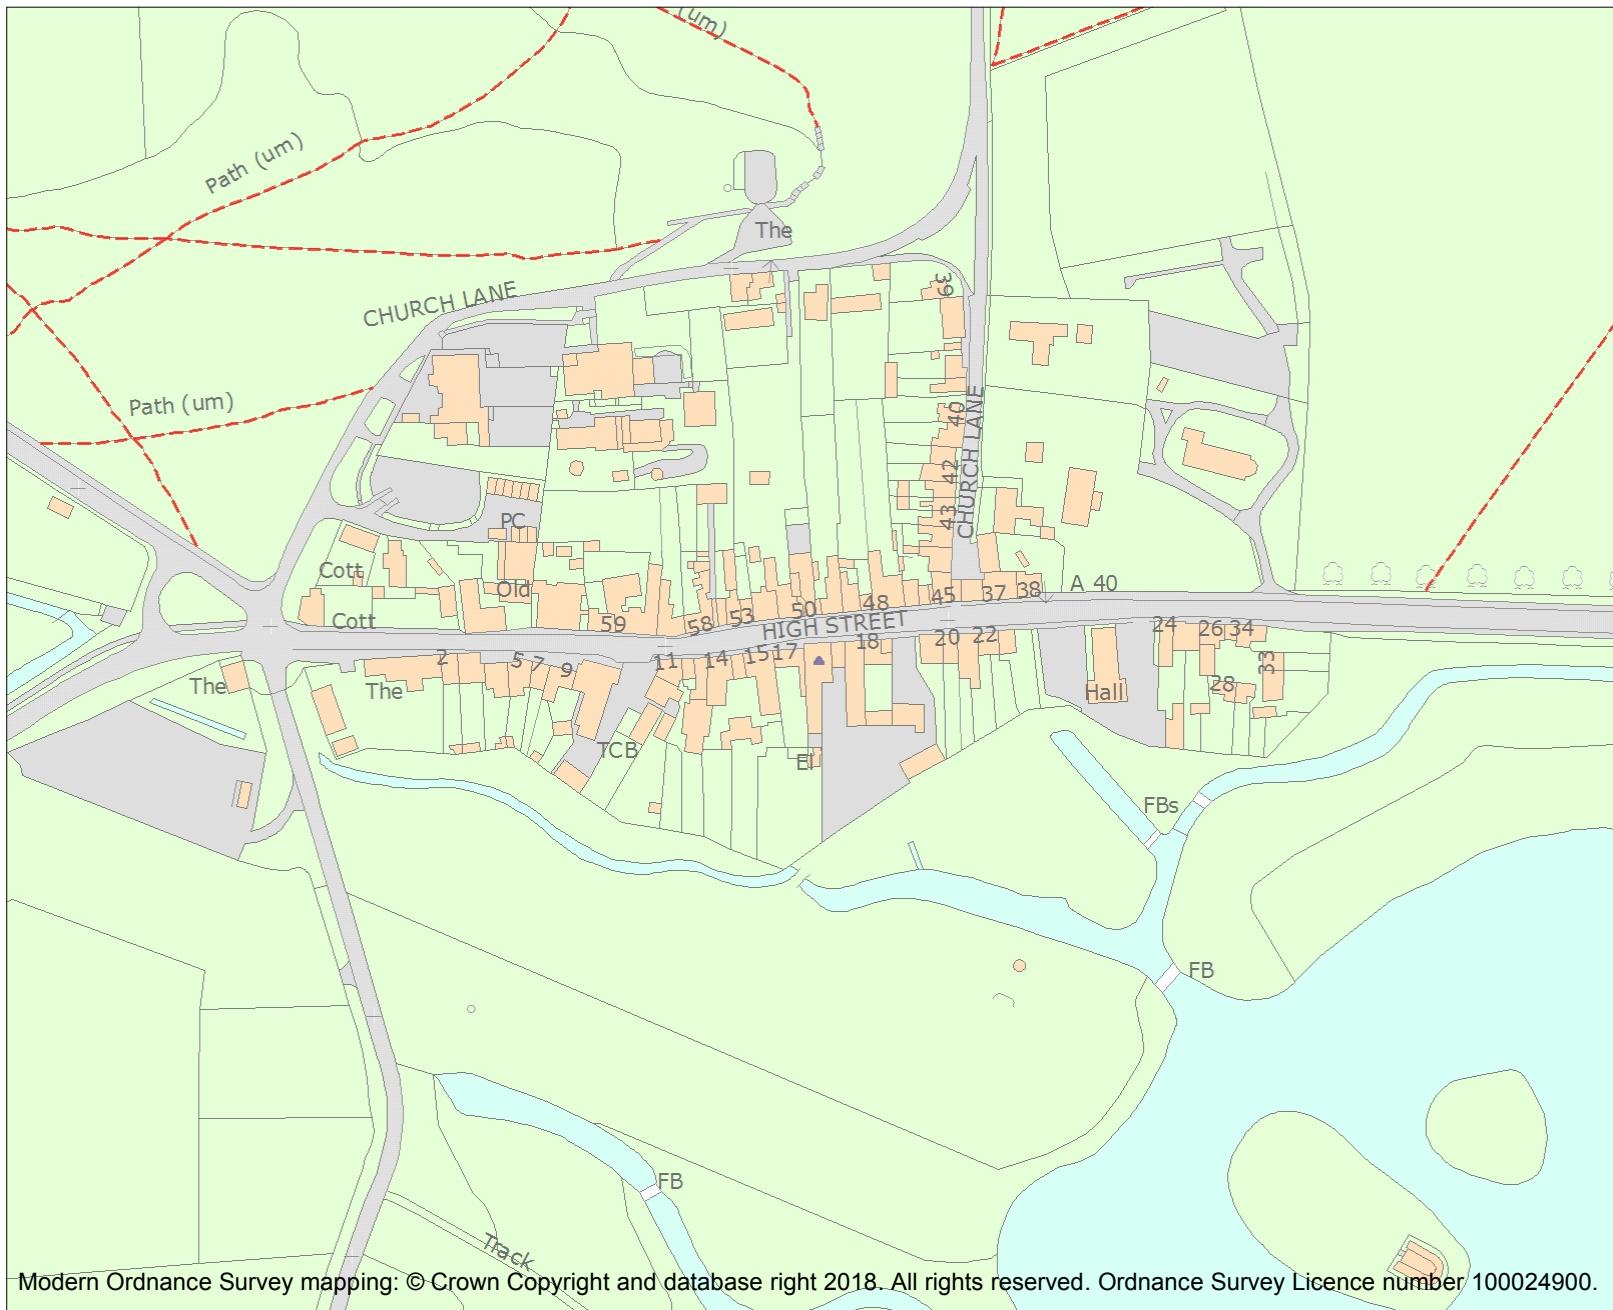 (um)
Path (um)
The
CHURCH LANE
39
Path (um)
40
CHURCH LANE
42
43
PC
Cott
Old
Cott
59
58
53
50
48
45
37
38
A 40
HIGH STREET
2
5
7
9
11
14
15
17
18
20
22
24
26
34
33
28
The
The
Hall
TCB
El
FBs
FB
FB
Track
Modern Ordnance Survey mapping: © Crown Copyright and database right 2018. All rights reserved. Ordnance Survey Licence number 100024900.